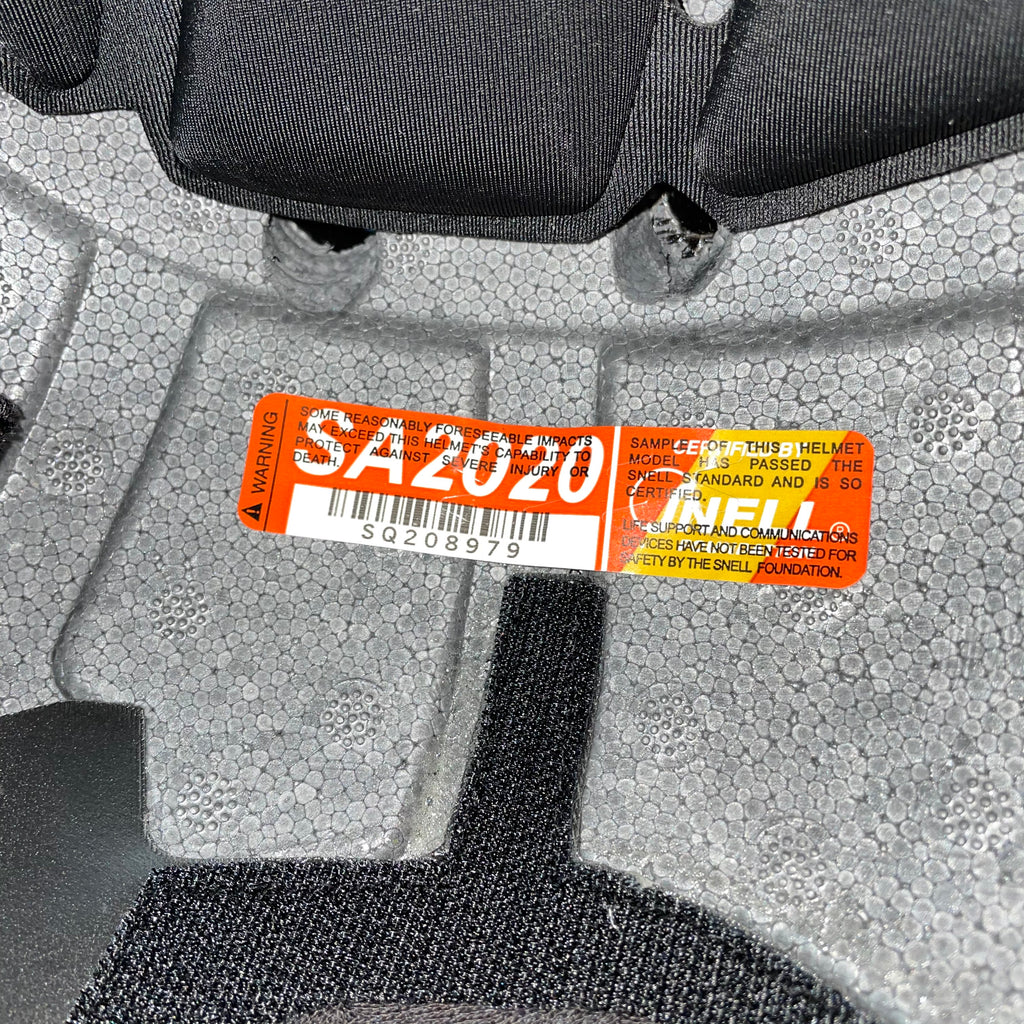 WARNING
SOME REASONABLY FORESEEABLE IMPACTS
MAY EXCEED THIS HELMET'S CAPABILITY TO
PROTECT AGAINST SEVERE INJURY OR
DEATH.
SA2020
SQ208979
CERTIFIED BY
SNELL®
SAMPLE OF THIS HELMET
MODEL HAS PASSED THE
SNELL STANDARD AND IS SO
CERTIFIED.
LIFE SUPPORT AND COMMUNICATIONS
DEVICES HAVE NOT BEEN TESTED FOR
SAFETY BY THE SNELL FOUNDATION.